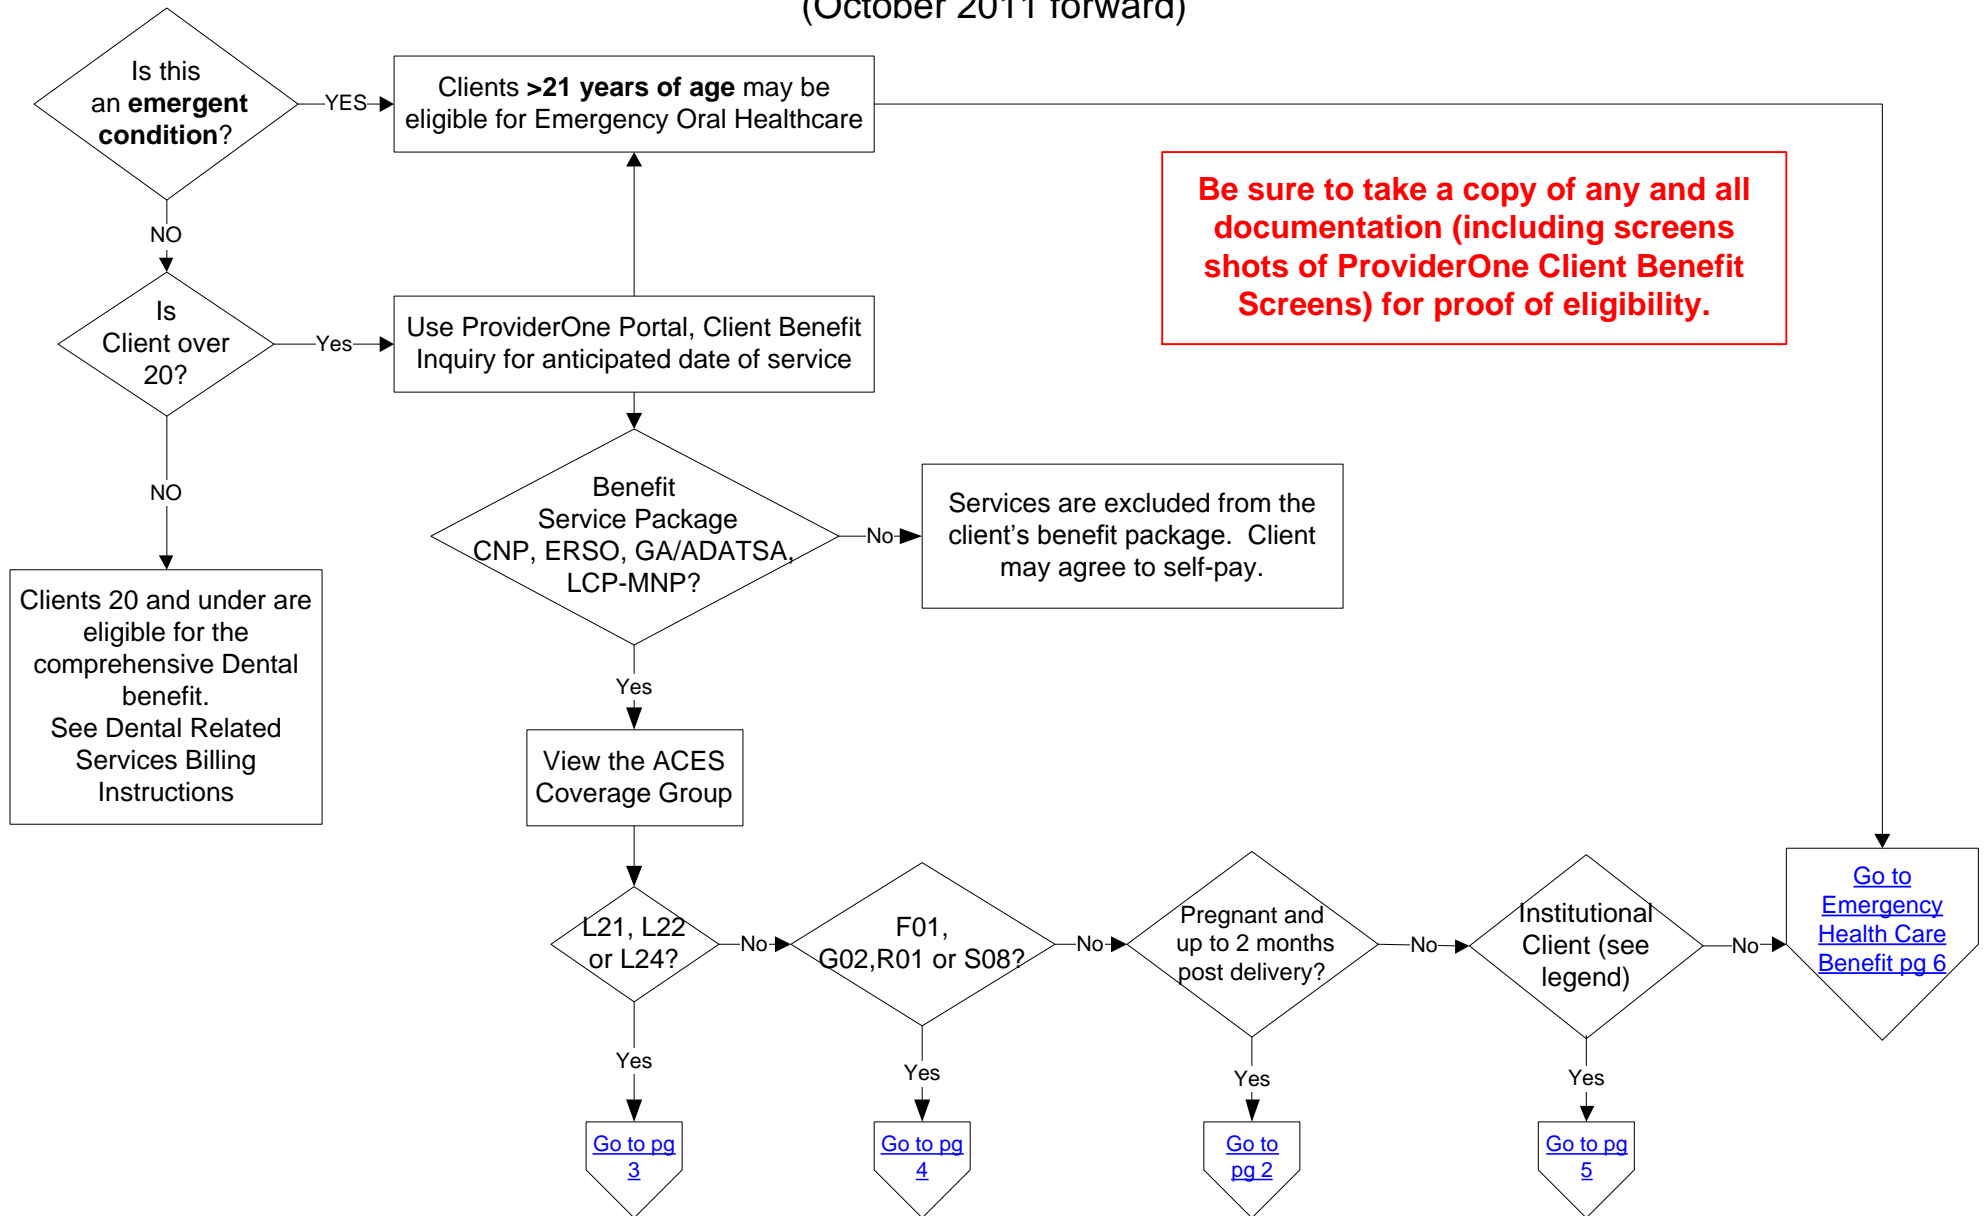 (October 2011 forward)
Is this
an emergent
condition?
YES
Clients >21 years of age may be
eligible for Emergency Oral Healthcare
Be sure to take a copy of any and all
documentation (including screens
shots of ProviderOne Client Benefit
Screens) for proof of eligibility.
NO
Is
Client over
20?
Yes
Use ProviderOne Portal, Client Benefit
Inquiry for anticipated date of service
NO
Benefit
Service Package
CNP, ERSO, GA/ADATSA,
LCP-MNP?
No
Services are excluded from the
client’s benefit package.  Client
may agree to self-pay.
Clients 20 and under are
eligible for the
comprehensive Dental
benefit.
See Dental Related
Services Billing
Instructions
Yes
View the ACES
Coverage Group
L21, L22
or L24?
No
F01,
G02,R01 or S08?
No
Pregnant and
up to 2 months
post delivery?
No
Institutional
Client (see
legend)
No
Go to
Emergency
Health Care
Benefit pg 6
Yes
Yes
Yes
Yes
Go to pg
3
Go to pg
4
Go to
pg 2
Go to pg
5